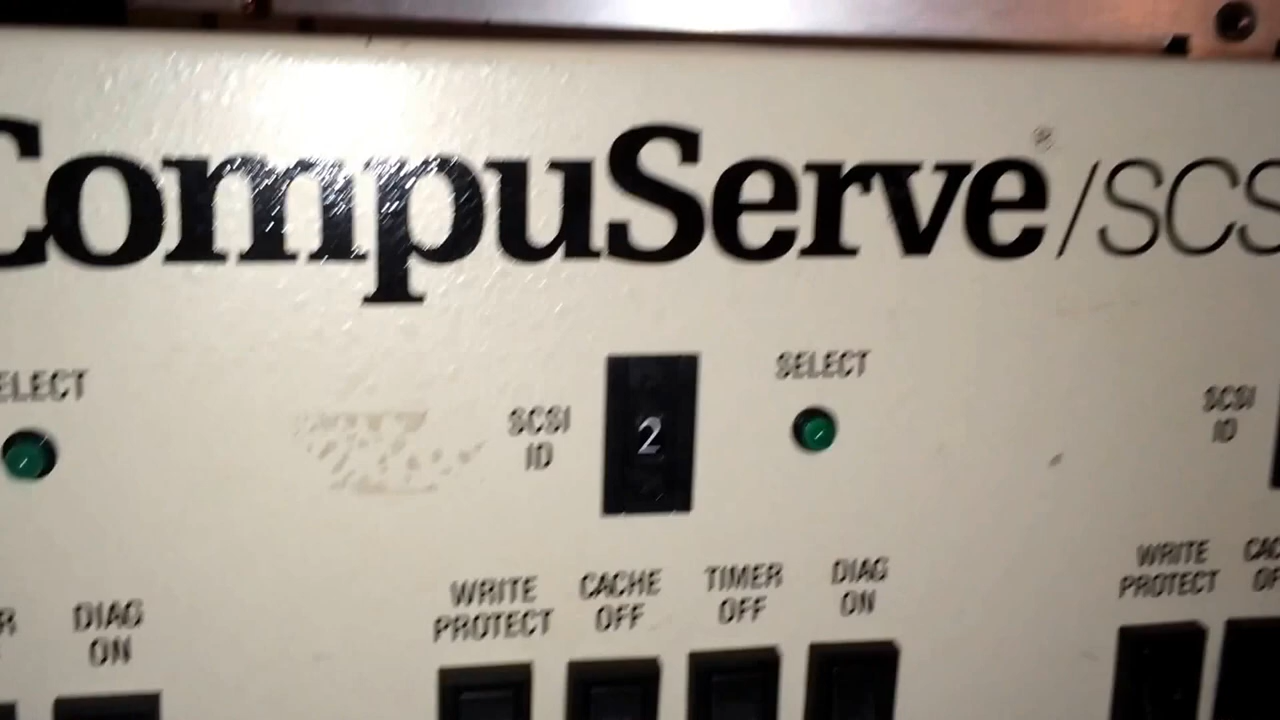 CompuServe®/SCS
ELECT
SCSI
ID
2
SELECT
SCSI
ID
DIAG
ON
WRITE
PROTECT
CACHE
OFF
TIMER
OFF
DIAG
ON
WRITE
PROTECT